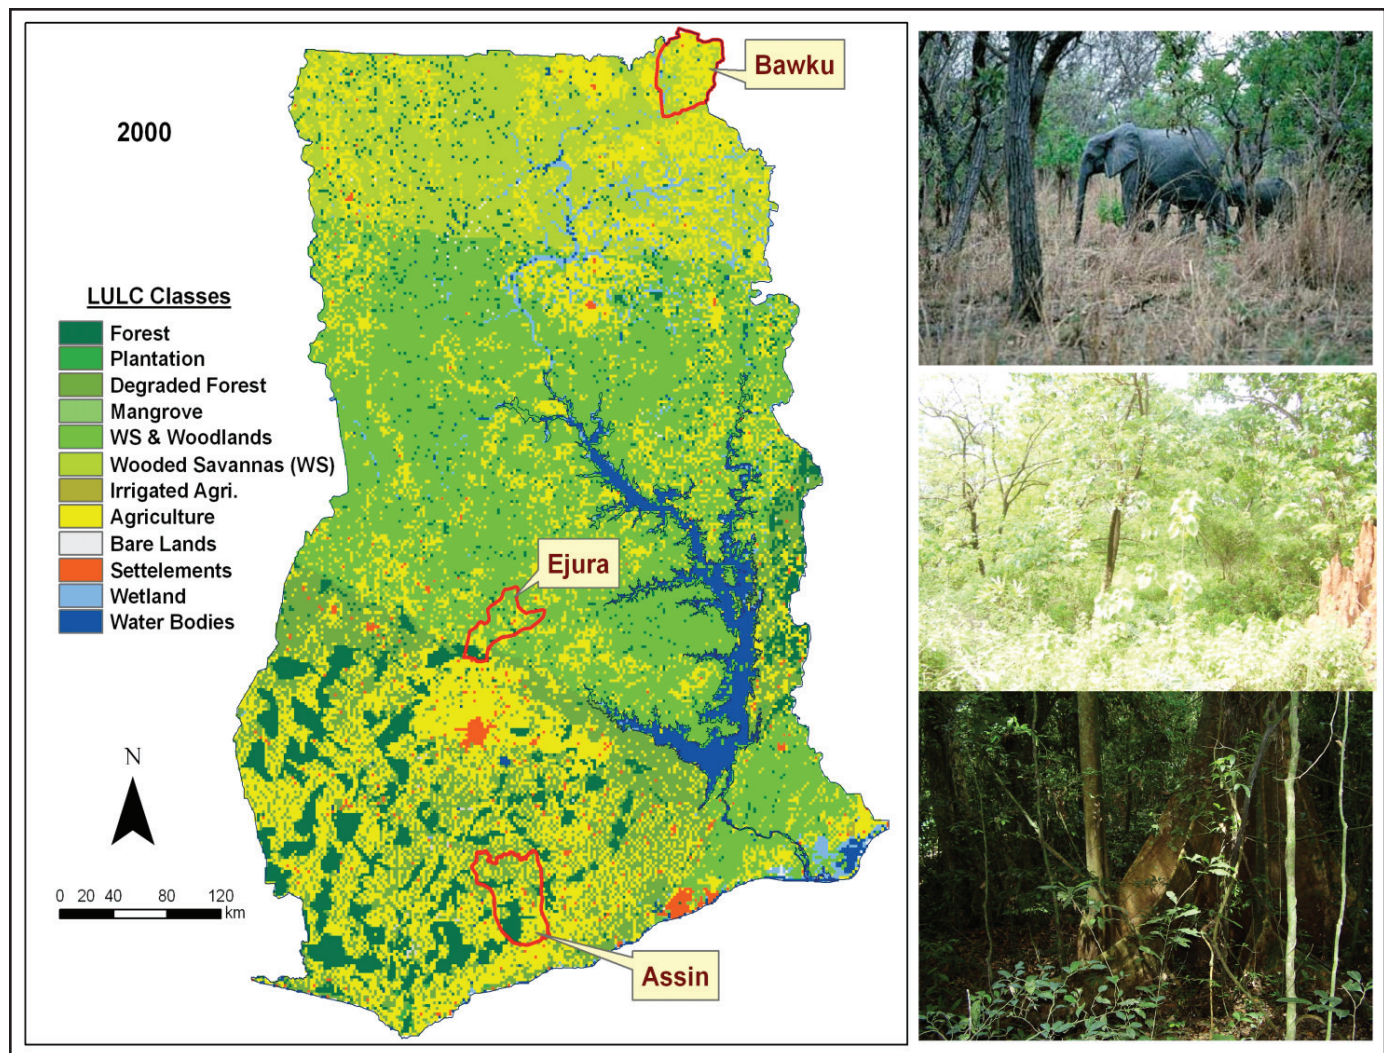 Bawku
2000
LULC Classes
Forest
Plantation
Degraded Forest
Mangrove
WS & Woodlands
Wooded Savannas (WS)
Irrigated Agri.
Agriculture
Bare Lands
Settelements
Wetland
Water Bodies
Ejura
N
0 20 40 80 120
km
Assin